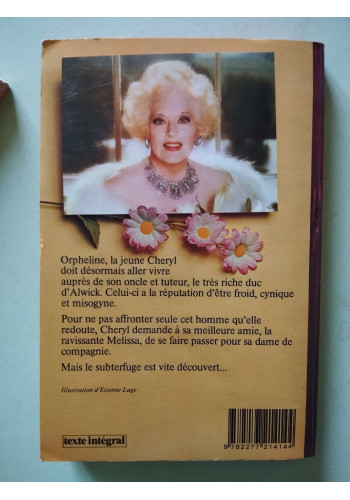 Orpheline, la jeune Cheryl
doit désormais aller vivre
auprès de son oncle et tuteur, le très riche duc
d'Alwick. Celui-ci a la réputation d'être froid, cynique
et misogyne.
Pour ne pas affronter seule cet homme qu'elle
redoute, Cheryl demande à sa meilleure amie, la
ravissante Melissa, de se faire passer pour sa dame de
compagnie.
Mais le subterfuge est vite découvert...
Illustration d'Etienne Lage
texte intégral
9 782277 214144